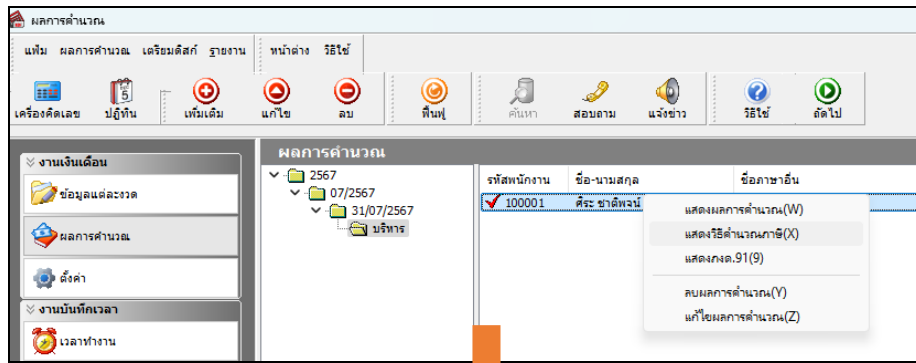 ผลการคำนวณ
แฟ้ม ผลการคำนวณ เตรียมดิสก์ รายงาน หน้าต่าง วิธีใช้
5
เครื่องคิดเลข ปฏิทิน เพิ่มเติม แก้ไข ลบ ฟื้นฟู ค้นหา สอบถาม แจ้งข่าว วิธีใช้ ถัดไป
งานเงินเดือน
ข้อมูลแต่ละงวด
ผลการคำนวณ
ตั้งค่า
งานบันทึกเวลา
เวลาทำงาน
ผลการคำนวณ
2567
07/2567
31/07/2567
บริหาร
รหัสพนักงาน ชื่อ-นามสกุล ชื่อภาษาอื่น
100001 ศิระ ชาติพจน์
แสดงผลการคำนวณ(W)
แสดงวิธีคำนวณภาษี(X)
แสดงภงด.91(9)
ลบผลการคำนวณ(Y)
แก้ไขผลการคำนวณ(Z)